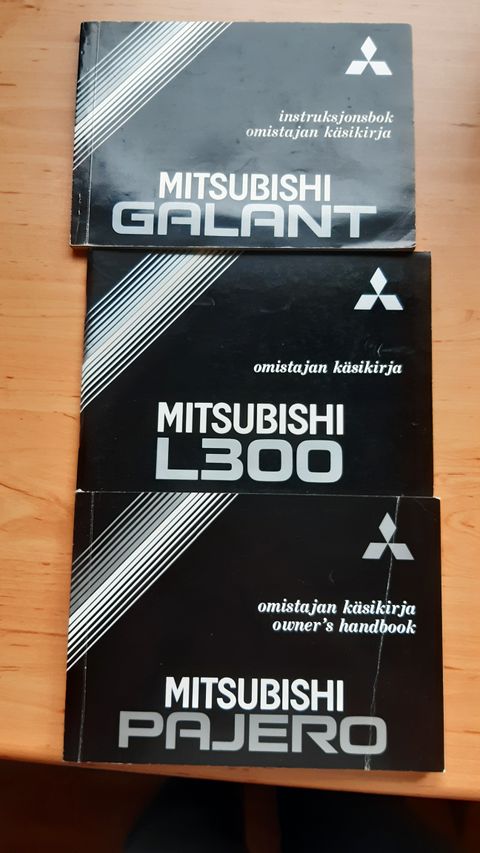 instruksjonsbok
omistajan käsikirja
MITSUBISHI
GALANT
omistajan käsikirja
MITSUBISHI
L300
omistajan käsikirja
owner's handbook
MITSUBISHI
PAJERO